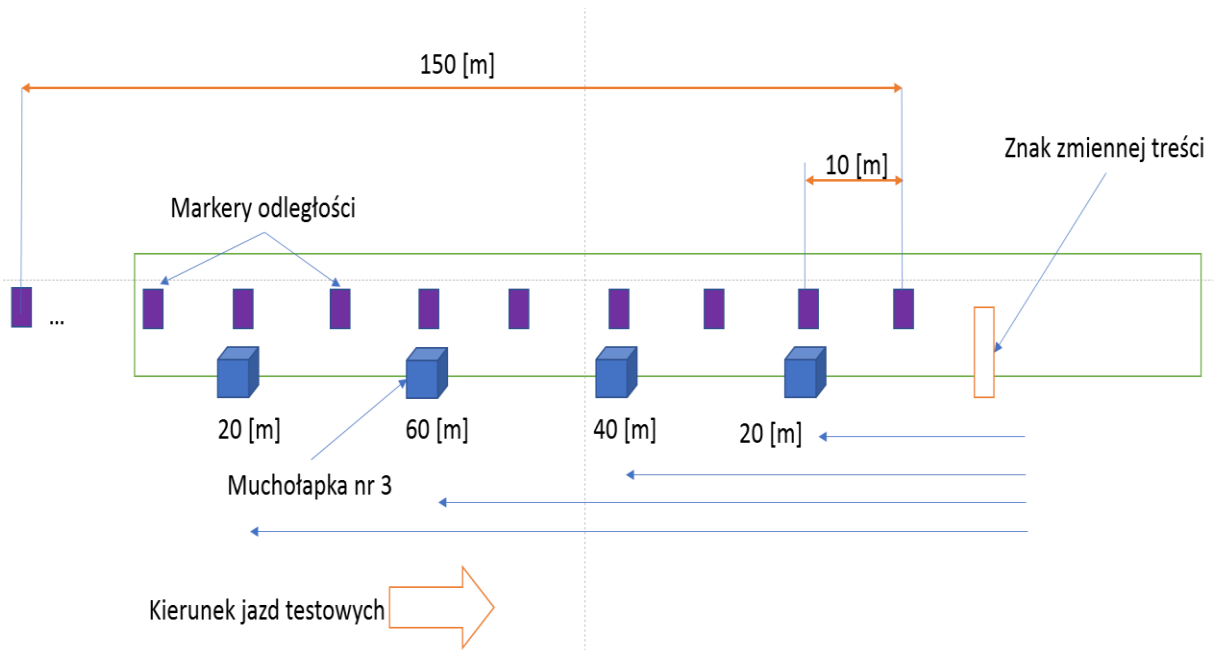 150 [m]
Znak zmiennej treści
10 [m]
Markery odległości
...
20 [m]
60 [m]
40 [m]
20 [m]
Muchołapka nr 3
Kierunek jazd testowych